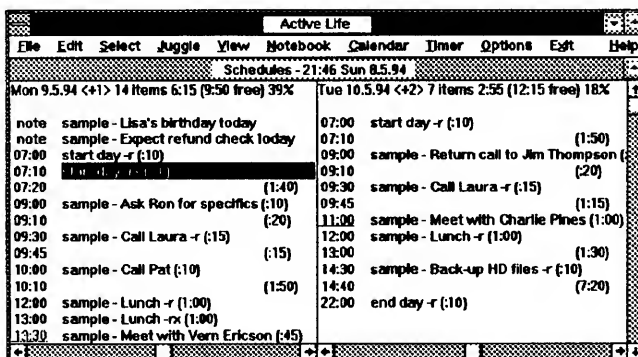 Active Life
File Edit Select Juggle View Notebook Calendar Timer Options Exit Help
Schedules - 21:46 Sun 8.5.94
Mon 9.5.94 <+1> 14 items 6:15 (9:50 free) 39%
note sample - Lisa's birthday today
note sample - Expect refund check today
07:00 start day -r (:10)
07:10
07:20 (1:40)
09:00 sample - Ask Ron for specifics (:10)
09:10 (:20)
09:30 sample - Call Laura -r (:15)
09:45 (:15)
10:00 sample - Call Pat (:10)
10:10 (1:50)
12:00 sample - Lunch -r (1:00)
13:00 sample - Lunch -rx (1:00)
13:30 sample - Meet with Vern Ericson (:45)
Tue 10.5.94 <+2> 7 items 2:55 (12:15 free) 18%
07:00 start day -r (:10)
07:10 (1:50)
09:00 sample - Return call to Jim Thompson (:
09:10 (:20)
09:30 sample - Call Laura -r (:15)
09:45 (1:15)
11:00 sample - Meet with Charlie Pines (1:00)
12:00 sample - Lunch -r (1:00)
13:00 (1:30)
14:30 sample - Back-up HD files -r (:10)
14:40 (7:20)
22:00 end day -r (:10)